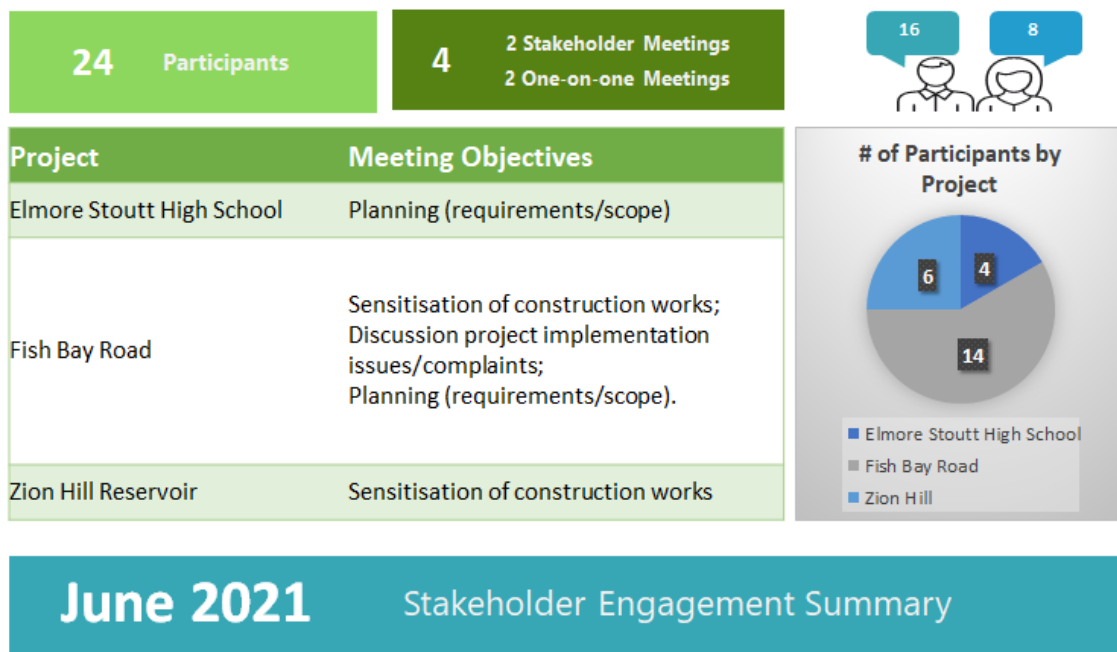 24 Participants
4
2 Stakeholder Meetings
2 One-on-one Meetings
16
8
Project Meeting Objectives
Elmore Stoutt High School Planning (requirements/scope)
Fish Bay Road
Sensitisation of construction works;
Discussion project implementation
issues/complaints;
Planning (requirements/scope).
Zion Hill Reservoir Sensitisation of construction works
# of Participants by
Project
6
4
14
Elmore Stoutt High School
Fish Bay Road
Zion Hill
June 2021 Stakeholder Engagement Summary